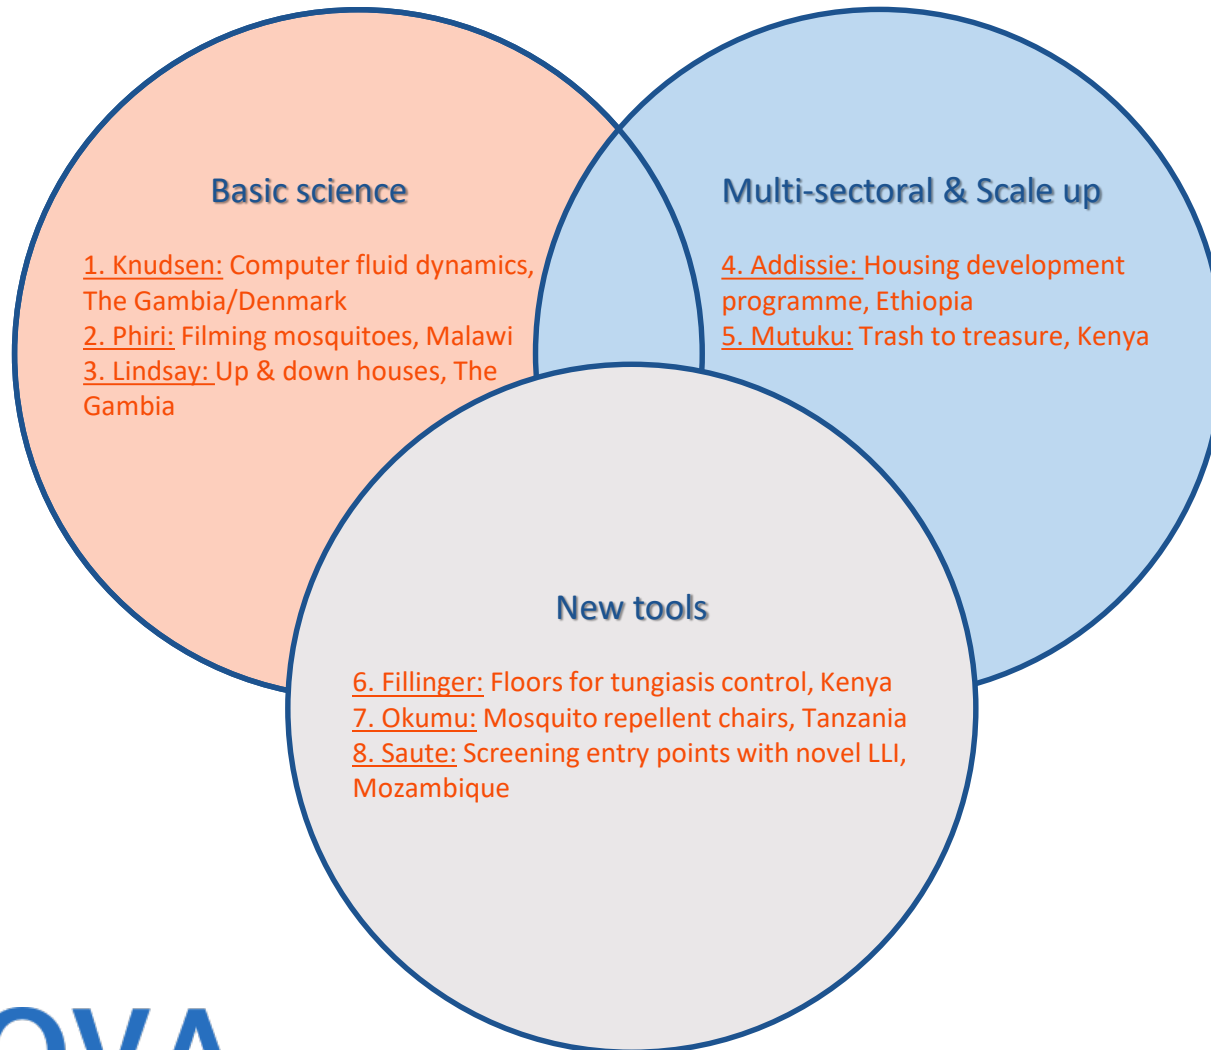 Basic science
1. Knudsen: Computer fluid dynamics,
The Gambia/Denmark
2. Phiri: Filming mosquitoes, Malawi
3. Lindsay: Up & down houses, The
Gambia
Multi-sectoral & Scale up
4. Addissie: Housing development
programme, Ethiopia
5. Mutuku: Trash to treasure, Kenya
New tools
6. Fillinger: Floors for tungiasis control, Kenya
7. Okumu: Mosquito repellent chairs, Tanzania
8. Saute: Screening entry points with novel LLI,
Mozambique